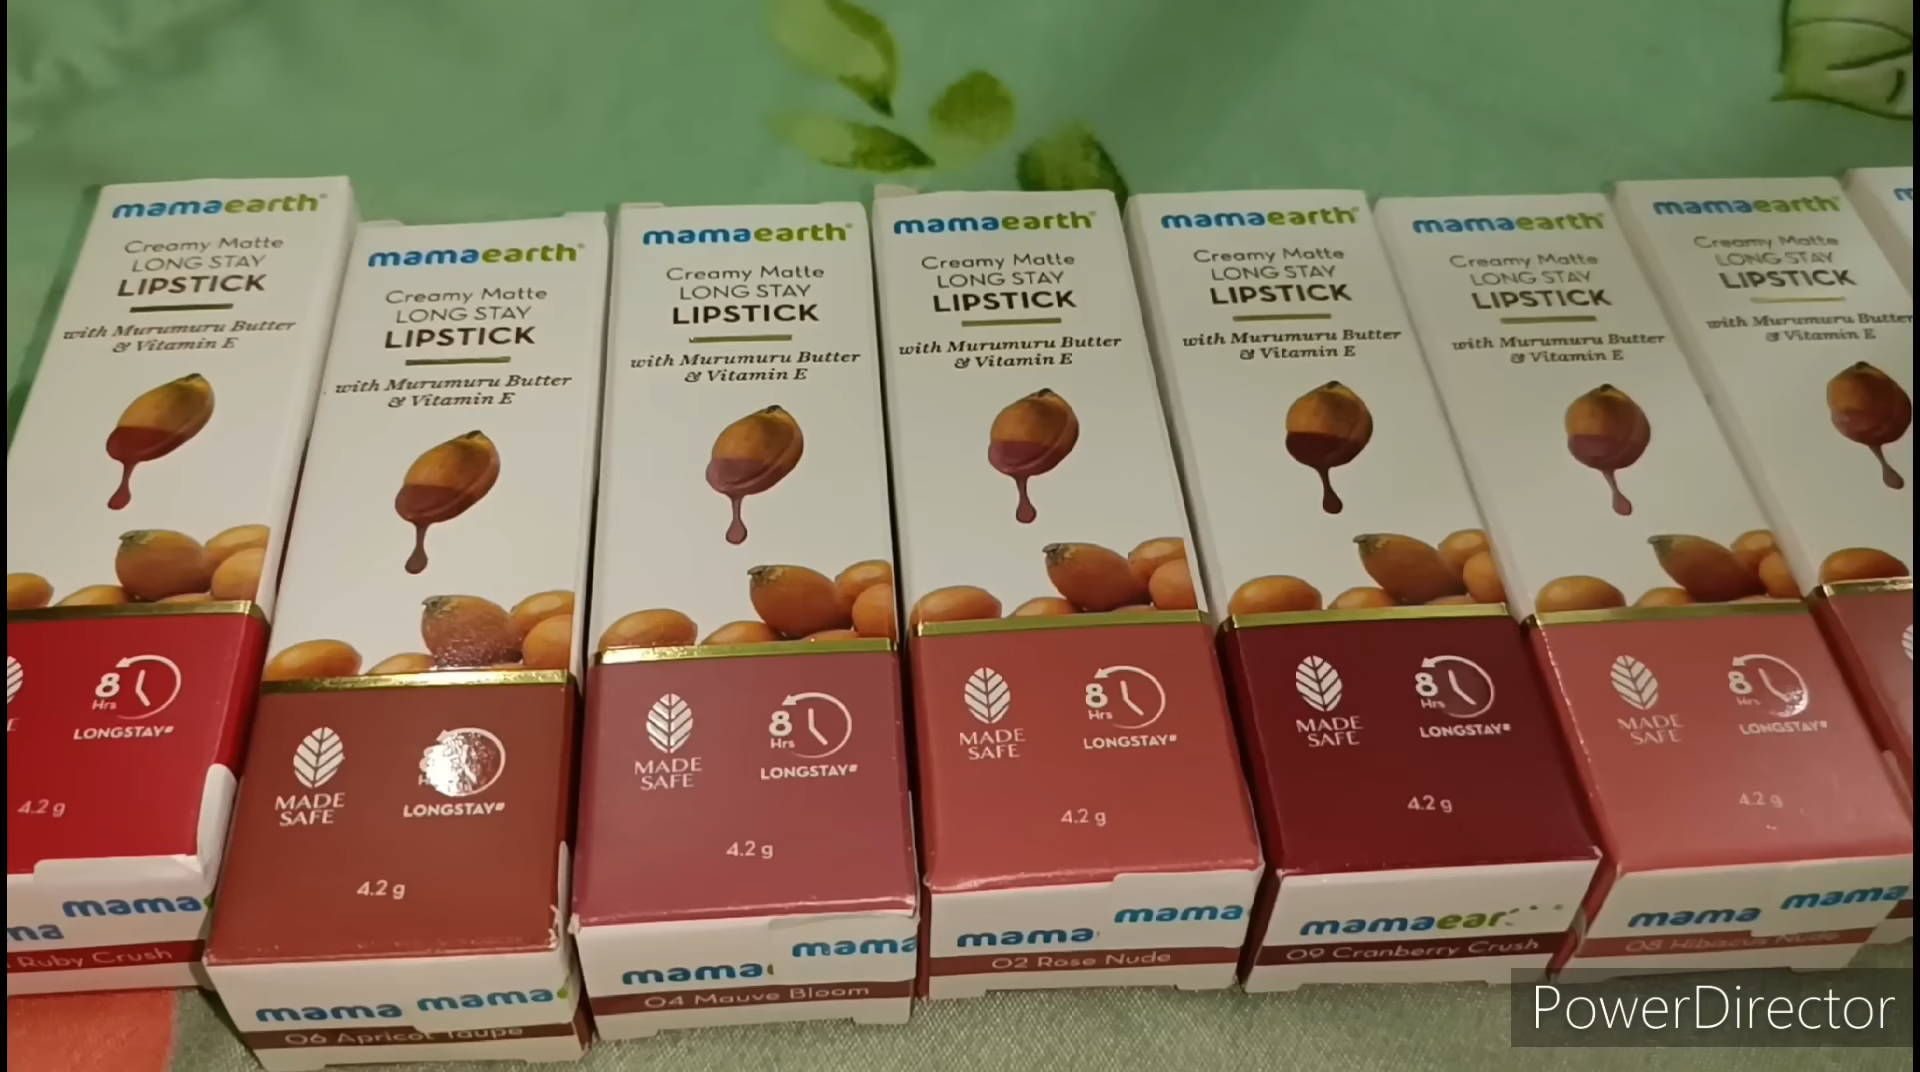 mamaearth®
Creamy Matte
LONG STAY
LIPSTICK
with Murumuru Butter
& Vitamin E
8
Hrs
LONGSTAY#
4.2 g
mama
ma
Ruby Crush
mamaearth®
Creamy Matte
LONG STAY
LIPSTICK
with Murumuru Butter
& Vitamin E
MADE
SAFE
LONGSTAY#
4.2 g
mama mama
06 Apricot Taupe
mamaearth®
Creamy Matte
LONG STAY
LIPSTICK
with Murumuru Butter
& Vitamin E
MADE
SAFE
8
Hrs
LONGSTAY#
4.2 g
mama mama
04 Mauve Bloom
mamaearth®
Creamy Matte
LONG STAY
LIPSTICK
with Murumuru Butter
& Vitamin E
MADE
SAFE
8
Hrs
LONGSTAY#
4.2 g
mama mama
02 Rose Nude
mamaearth®
Creamy Matte
LONG STAY
LIPSTICK
with Murumuru Butter
& Vitamin E
MADE
SAFE
8
Hrs
LONGSTAY#
4.2 g
mamaear
09 Cranberry Crush
mamaearth®
Creamy Matte
LONG STAY
LIPSTICK
with Murumuru Butter
& Vitamin E
MADE
SAFE
8
Hrs
LONGSTAY#
4.2 g
mama mama
08 Hibiscus Nude
mamaearth®
Creamy Matte
LONG STAY
LIPSTICK
with Murumuru Butter
& Vitamin E
PowerDirector